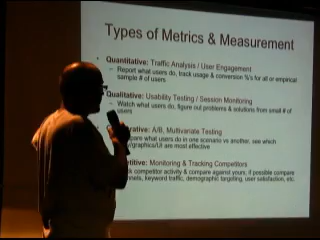 Types of Metrics & Measurement
• Quantitative: Traffic Analysis / User Engagement
– Report what users do, track usage & conversion %'s for all or empirical
sample # of users
Qualitative: Usability Testing / Session Monitoring
– Watch what users do, figure out problems & solutions from small # of
users
A/B, Multivariate Testing
what users do in one scenario vs another, see which
/graphics/UI are most effective
Monitoring & Tracking Competitors
competitor activity & compare against yours, if possible compare
keyword traffic, demographic targeting, user satisfaction, etc.